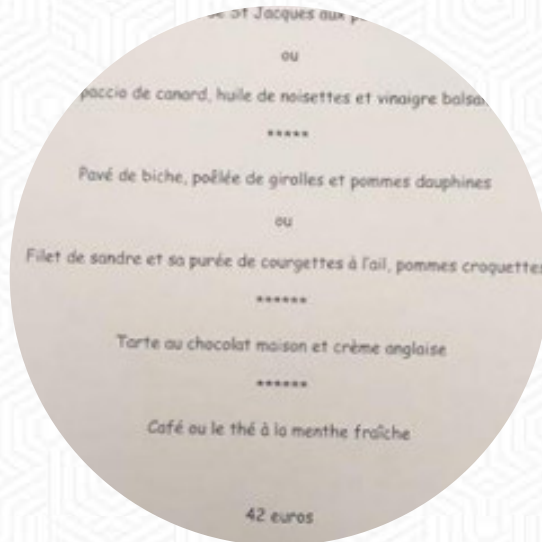 St Jacques aux
ou
de canard, huile de noisettes et vinaigre
*****
Pavé de biche, poêlée de girolles et pommes dauphines
ou
Filet de sandre et sa purée de courgettes à l'ail, pommes croquettes
******
Tarte au chocolat maison et crème anglaise
******
Café ou le thé à la menthe fraîche
42 euros